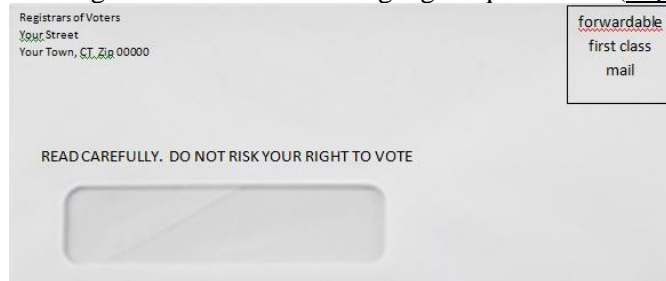 Registrars of Voters
Your Street
Your Town, CT. Zip 00000
forwardable
first class
mail
READ CAREFULLY. DO NOT RISK YOUR RIGHT TO VOTE